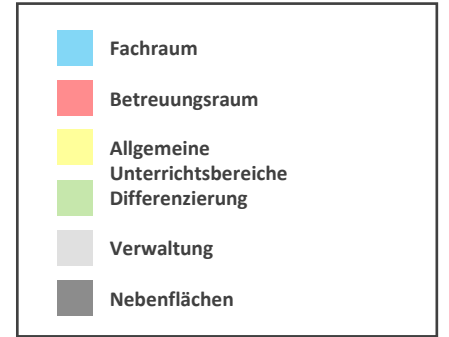 Fachraum
Betreuungsraum
Allgemeine
Unterrichtsbereiche
Differenzierung
Verwaltung
Nebenflächen